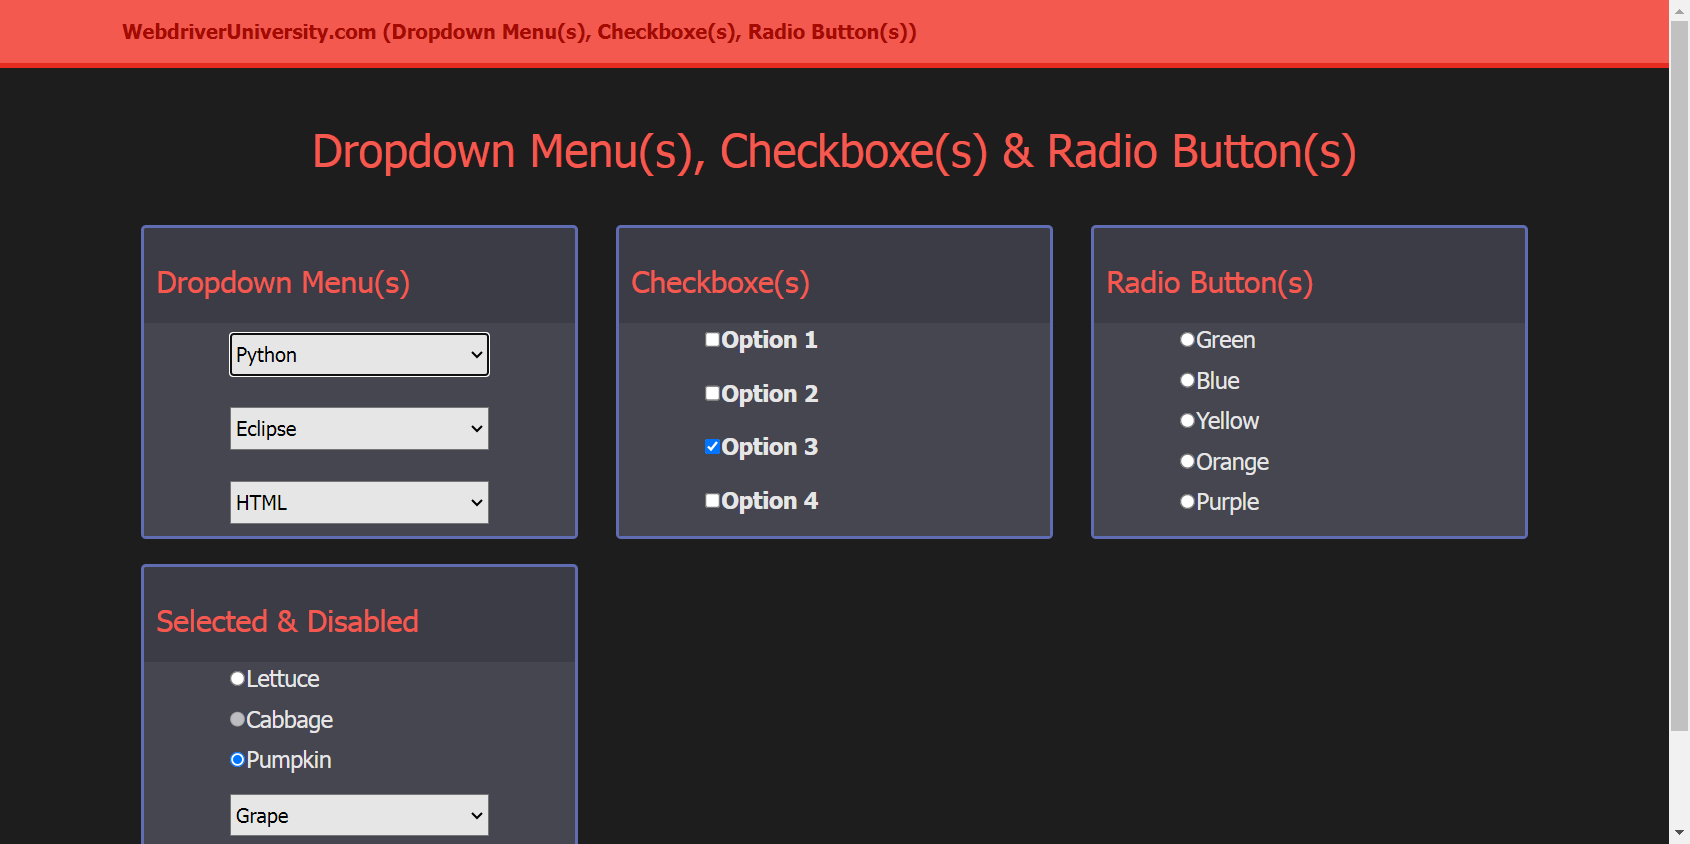 WebdriverUniversity.com (Dropdown Menu(s), Checkboxe(s), Radio Button(s))
Dropdown Menu(s), Checkboxe(s) & Radio Button(s)
Dropdown Menu(s)
Python
Eclipse
HTML
Checkboxe(s)
Option 1
Option 2
Option 3
Option 4
Radio Button(s)
Green
Blue
Yellow
Orange
Purple
Selected & Disabled
Lettuce
Cabbage
Pumpkin
Grape